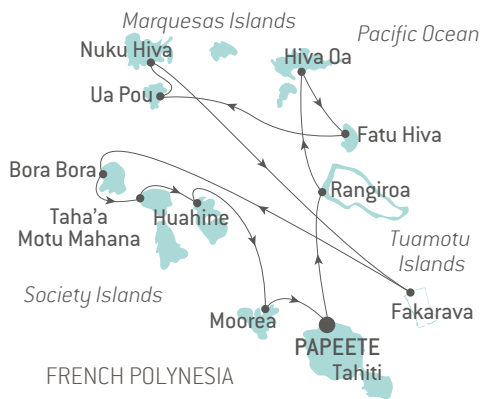 Marquesas Islands
Nuku Hiva
Hiva Oa
Pacific Ocean
Ua Pou
Fatu Hiva
Bora Bora
Rangiroa
Taha'a
Motu Mahana
Huahine
Tuamotu
Islands
Society Islands
Moorea
Fakarava
PAPEETE
Tahiti
FRENCH POLYNESIA